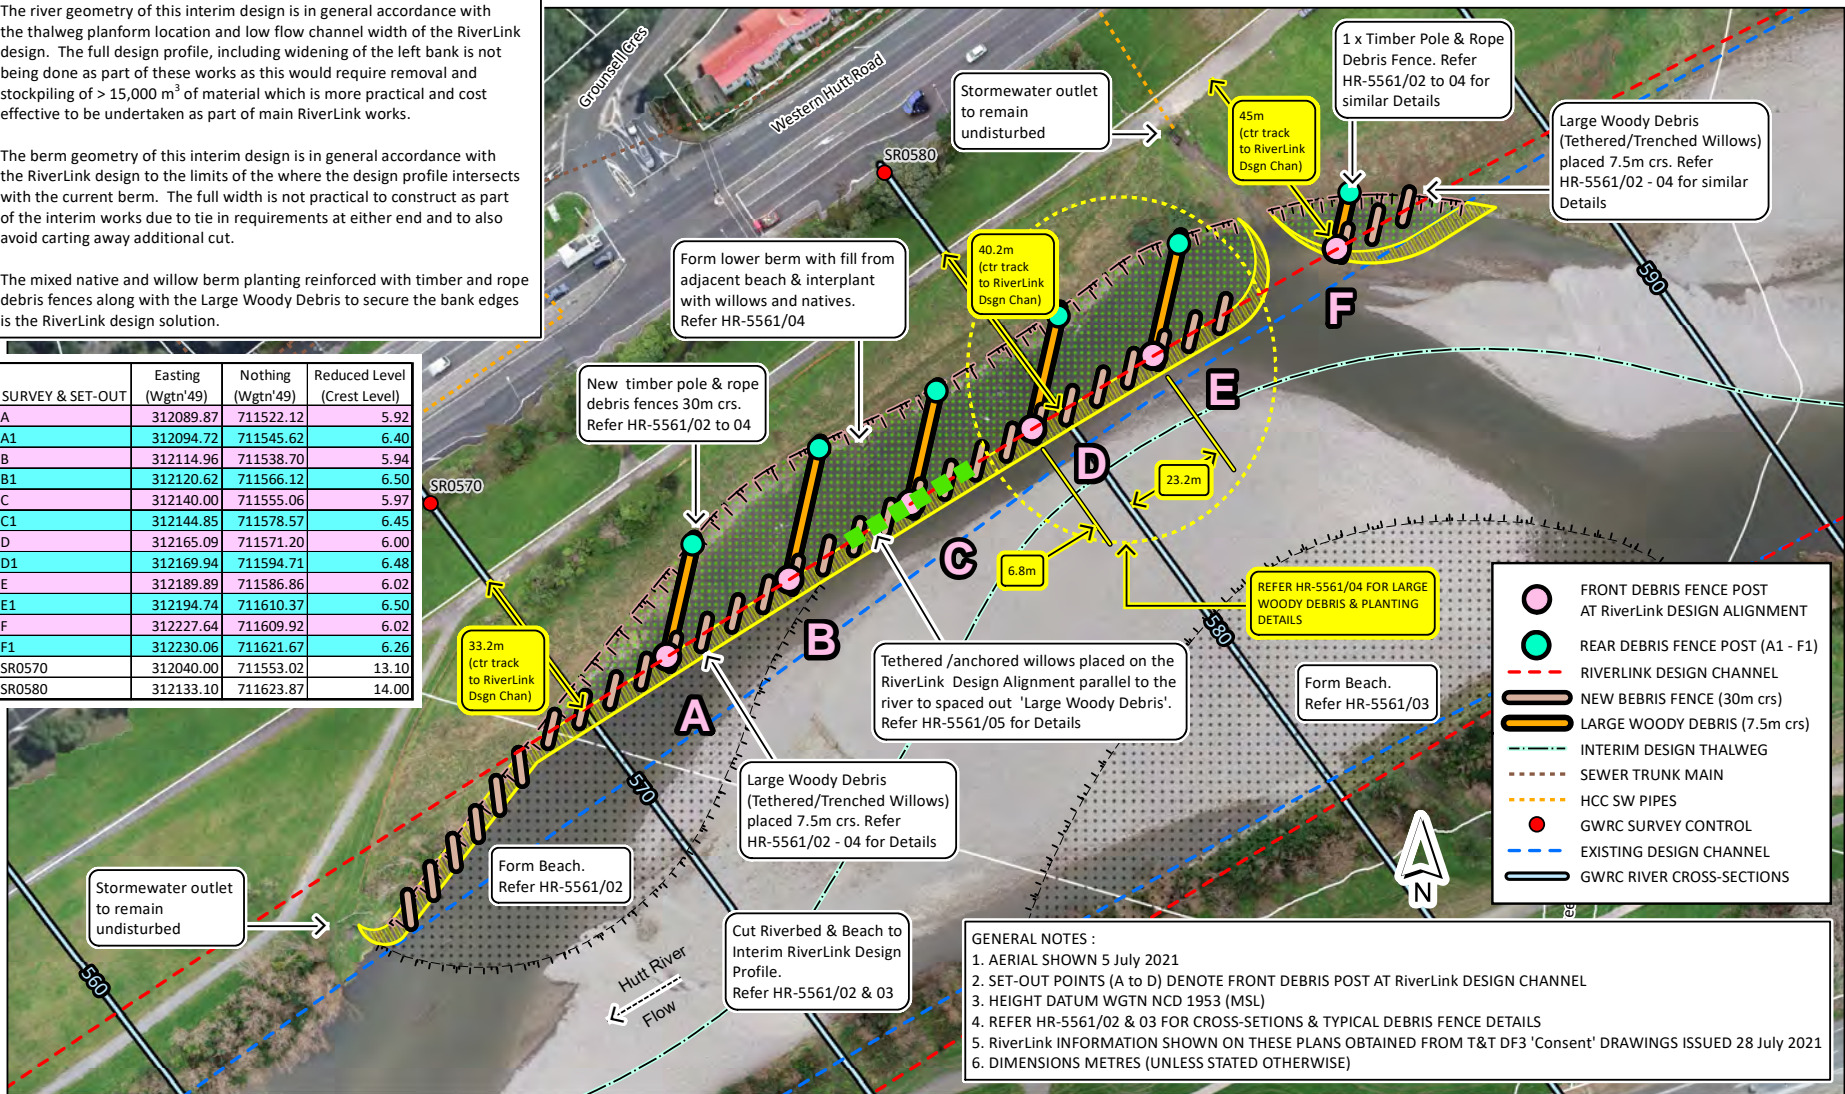 The river geometry of this interim design is in general accordance with
the thalweg planform location and low flow channel width of the RiverLink
design. The full design profile, including widening of the left bank is not
being done as part of these works as this would require removal and
stockpiling of > 15,000 m³ of material which is more practical and cost
effective to be undertaken as part of main RiverLink works.
The berm geometry of this interim design is in general accordance with
the RiverLink design to the limits of the where the design profile intersects
with the current berm. The full width is not practical to construct as part
of the interim works due to tie in requirements at either end and to also
avoid carting away additional cut.
The mixed native and willow berm planting reinforced with timber and rope
debris fences along with the Large Woody Debris to secure the bank edges
is the RiverLink design solution.
SURVEY & SET-OUT Easting (Wgtn'49) Nothing (Wgtn'49) Reduced Level (Crest Level)
A 312089.87 711522.12 5.92
A1 312094.72 711545.62 6.40
B 312114.96 711538.70 5.94
B1 312120.62 711566.12 6.50
C 312140.00 711555.06 5.97
C1 312144.85 711578.57 6.45
D 312165.09 711571.20 6.00
D1 312169.94 711594.71 6.48
E 312189.89 711586.86 6.02
E1 312194.74 711610.37 6.50
F 312227.64 711609.92 6.02
F1 312230.06 711621.67 6.26
SR0570 312040.00 711553.02 13.10
SR0580 312133.10 711623.87 14.00
Grounsell Cres
Western Hutt Road
SR0580
SR0570
Stormewater outlet
to remain
undisturbed
45m
(ctr track
to RiverLink
Dsgn Chan)
1 x Timber Pole & Rope
Debris Fence. Refer
HR-5561/02 to 04 for
similar Details
Large Woody Debris
(Tethered/Trenched Willows)
placed 7.5m crs. Refer
HR-5561/02 - 04 for similar
Details
Form lower berm with fill from
adjacent beach & interplant
with willows and natives.
Refer HR-5561/04
40.2m
(ctr track
to RiverLink
Dsgn Chan)
New timber pole & rope
debris fences 30m crs.
Refer HR-5561/02 to 04
590
F
E
D
C
B
A
23.2m
6.8m
REFER HR-5561/04 FOR LARGE
WOODY DEBRIS & PLANTING
DETAILS
580
33.2m
(ctr track
to RiverLink
Dsgn Chan)
Tethered /anchored willows placed on the
RiverLink Design Alignment parallel to the
river to spaced out 'Large Woody Debris'.
Refer HR-5561/05 for Details
Form Beach.
Refer HR-5561/03
570
Large Woody Debris
(Tethered/Trenched Willows)
placed 7.5m crs. Refer
HR-5561/02 - 04 for Details
Form Beach.
Refer HR-5561/02
Stormewater outlet
to remain
undisturbed
560
Cut Riverbed & Beach to
Interim RiverLink Design
Profile.
Refer HR-5561/02 & 03
Hutt River
Flow
FRONT DEBRIS FENCE POST
AT RiverLink DESIGN ALIGNMENT
REAR DEBRIS FENCE POST (A1 - F1)
RIVERLINK DESIGN CHANNEL
NEW BEBRIS FENCE (30m crs)
LARGE WOODY DEBRIS (7.5m crs)
INTERIM DESIGN THALWEG
SEWER TRUNK MAIN
HCC SW PIPES
GWRC SURVEY CONTROL
EXISTING DESIGN CHANNEL
GWRC RIVER CROSS-SECTIONS
N
GENERAL NOTES :
1. AERIAL SHOWN 5 July 2021
2. SET-OUT POINTS (A to D) DENOTE FRONT DEBRIS POST AT RiverLink DESIGN CHANNEL
3. HEIGHT DATUM WGTN NCD 1953 (MSL)
4. REFER HR-5561/02 & 03 FOR CROSS-SETIONS & TYPICAL DEBRIS FENCE DETAILS
5. RiverLink INFORMATION SHOWN ON THESE PLANS OBTAINED FROM T&T DF3 'Consent' DRAWINGS ISSUED 28 July 2021
6. DIMENSIONS METRES (UNLESS STATED OTHERWISE)